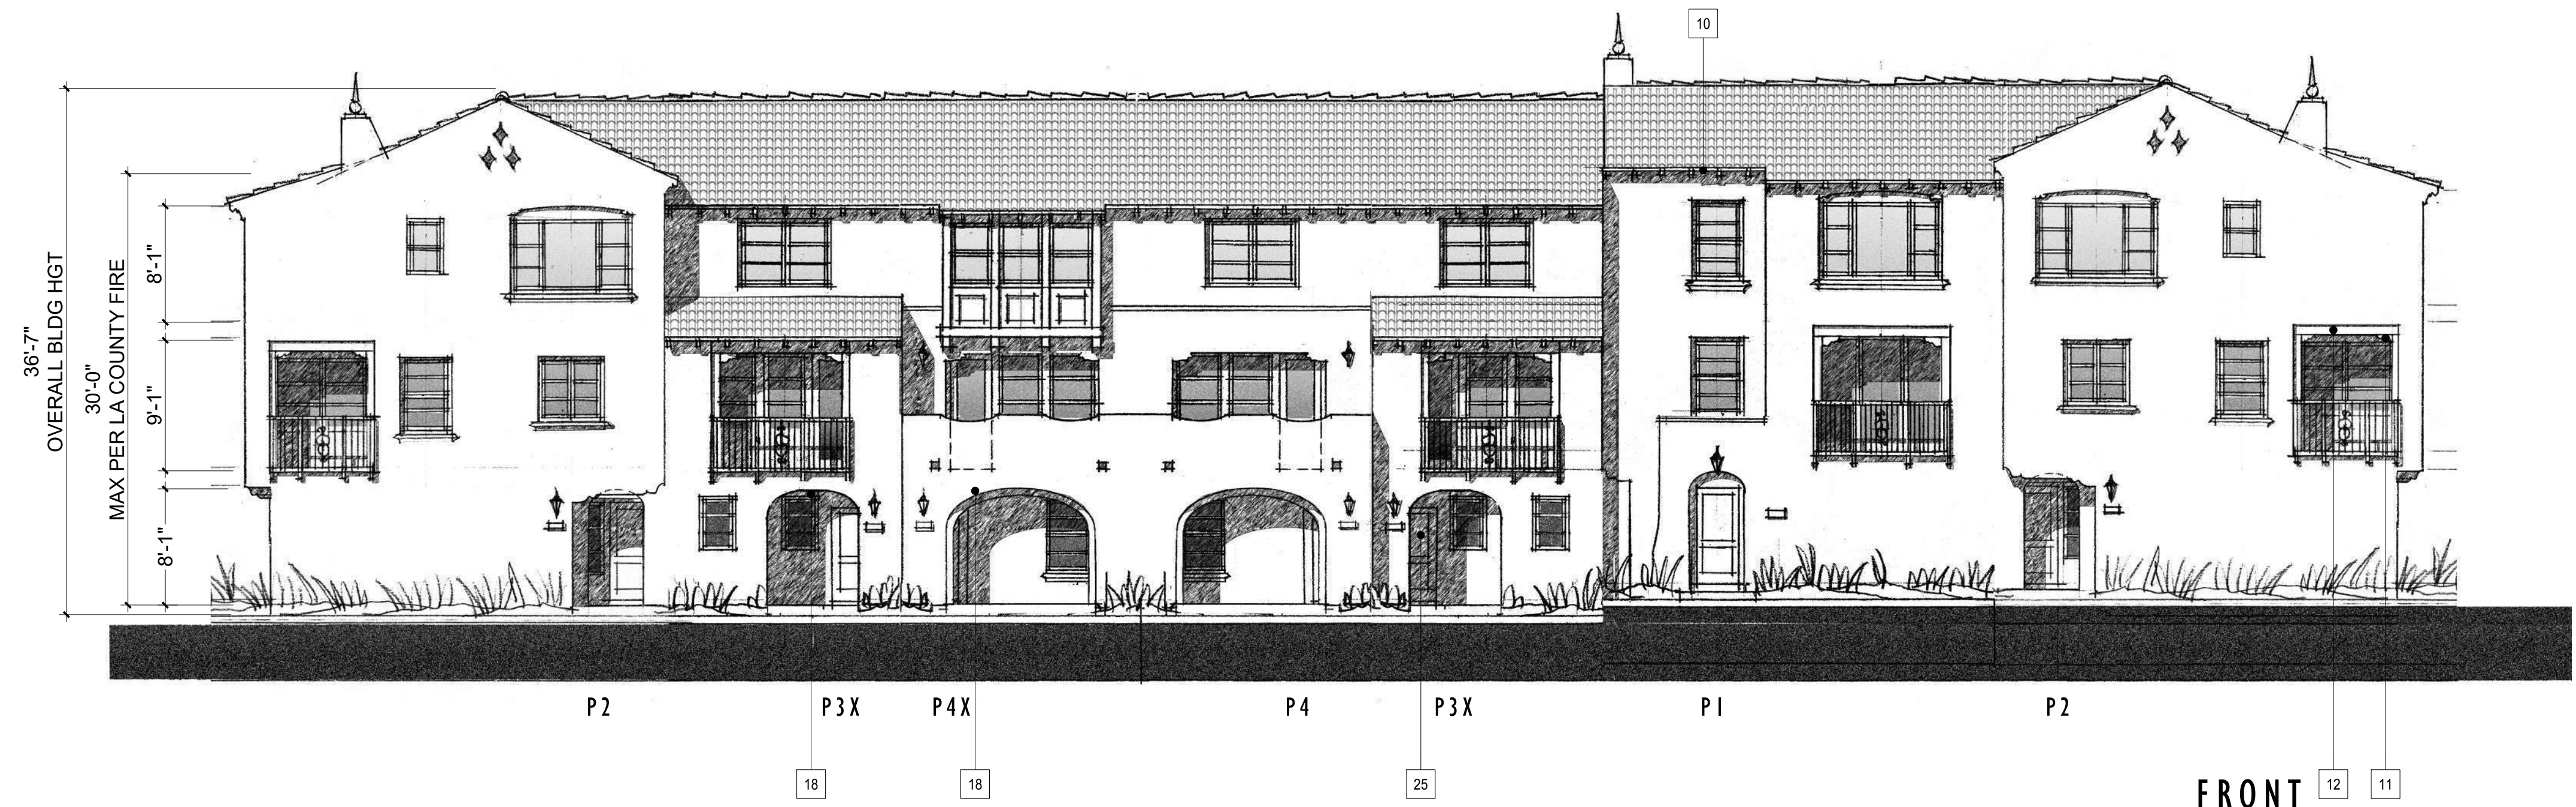 10
36'-7"
OVERALL BLDG HGT
30'-0"
MAX PER LA COUNTY FIRE
8'-1"
9'-1"
8'-1"
P2
P3X
P4X
P4
P3X
P1
P2
18
18
25
12
11
FRONT